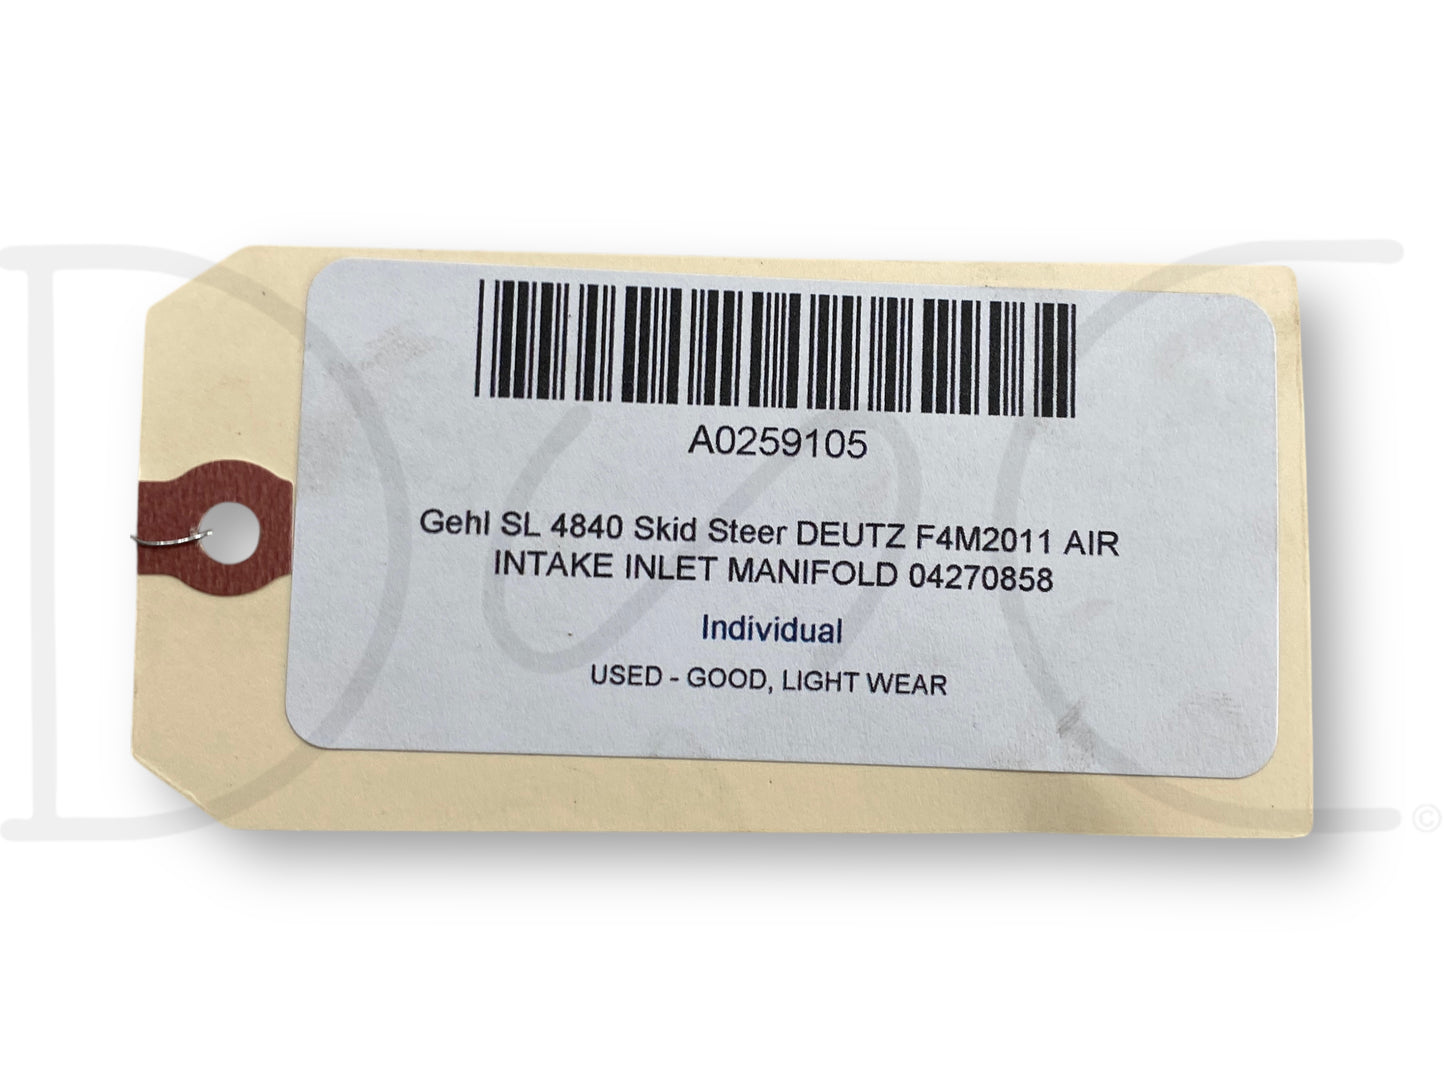 A0259105
Gehl SL 4840 Skid Steer DEUTZ F4M2011 AIR
INTAKE INLET MANIFOLD 04270858
Individual
USED - GOOD, LIGHT WEAR
©